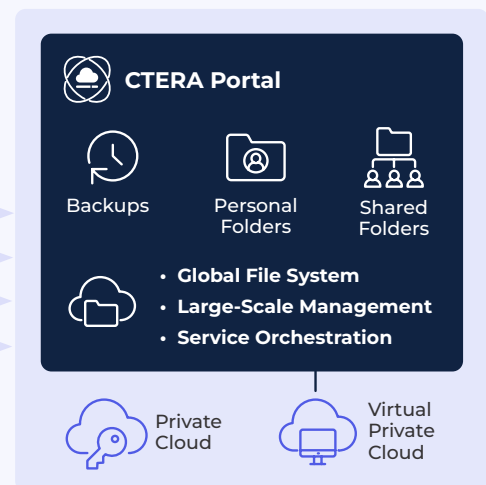 CTERA Portal
Backups
Personal
Folders
Shared
Folders
• Global File System
• Large-Scale Management
• Service Orchestration
Private
Cloud
Virtual
Private
Cloud